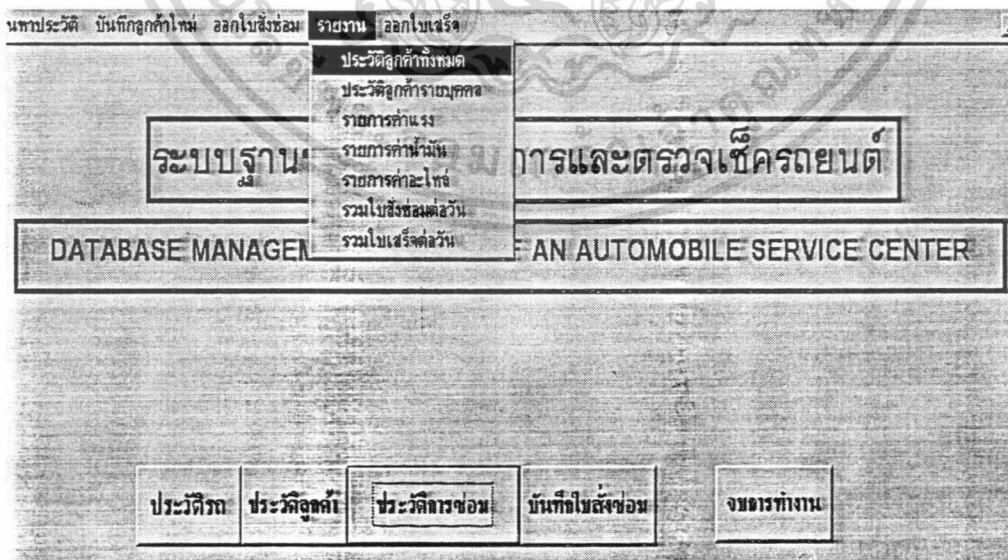 นหาประวัติ บันทึกลูกค้าใหม่ ออกใบสั่งซ่อม รายงาน ออกใบเสร็จ
ประวัติลูกค้าทั้งหมด
ประวัติลูกค้ารายบุคคล
รายการค่าแรง
รายการค่าน้ำมัน
รายการค่าอะไหล่
รวมใบสั่งซ่อมต่อวัน
รวมใบเสร็จต่อวัน
ระบบฐาน การและตรวจเช็ครถยนต์
DATABASE MANAGEM AN AUTOMOBILE SERVICE CENTER
ประวัติรถ ประวัติลูกค้า ประวัติการซ่อม บันทึกใบสั่งซ่อม จบการทำงาน